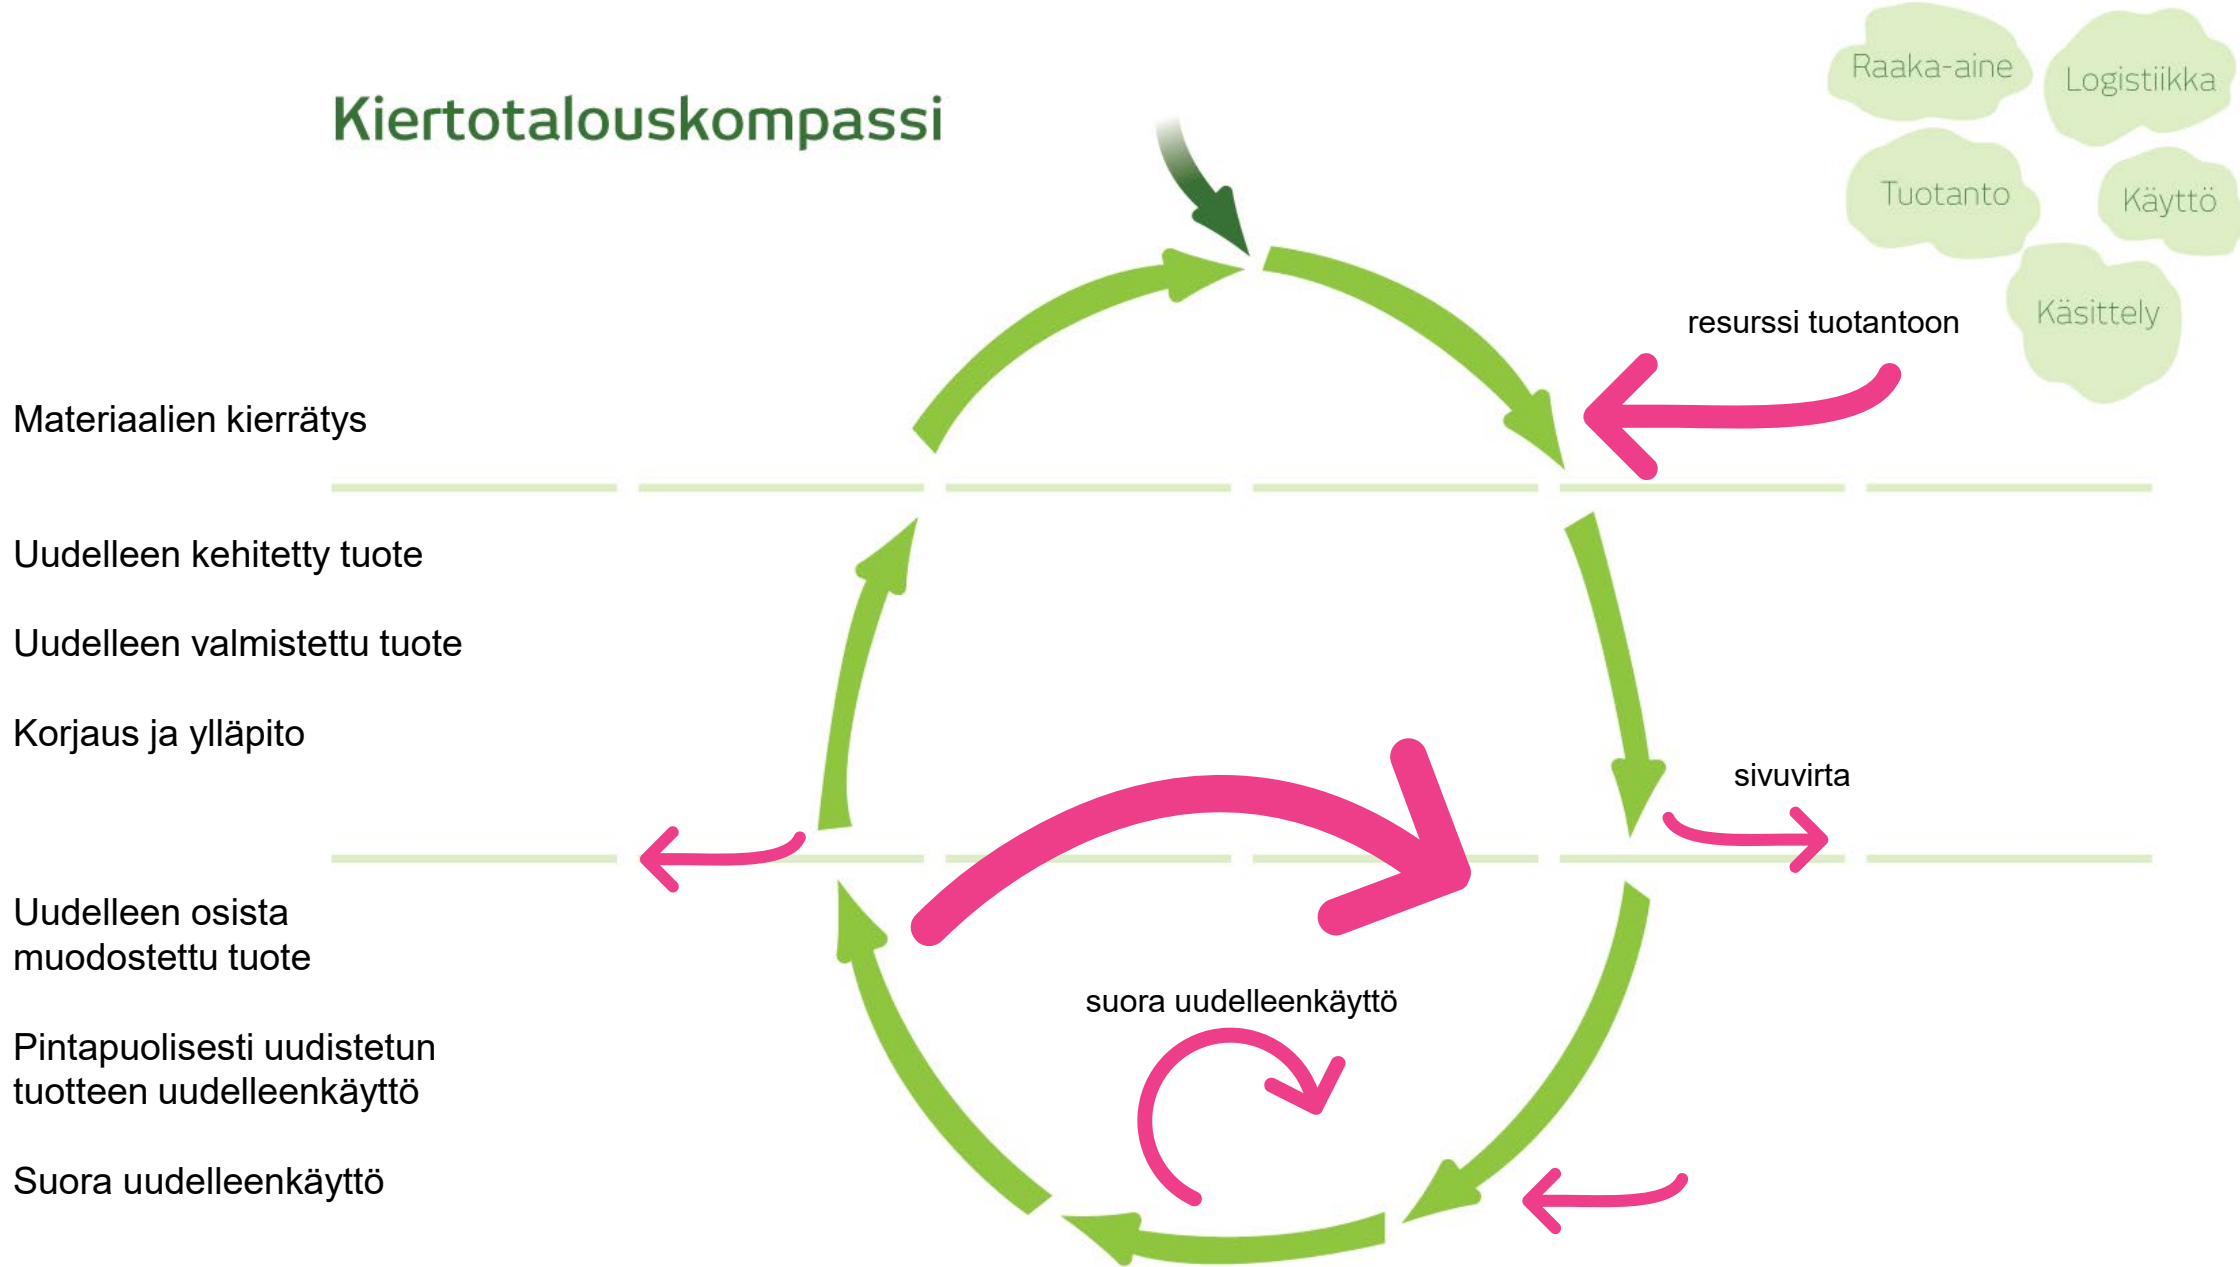 Kiertotalouskompassi
Raaka-aine
Logistiikka
Tuotanto
Käyttö
Käsittely
resurssi tuotantoon
Materiaalien kierrätys
Uudelleen kehitetty tuote
Uudelleen valmistettu tuote
Korjaus ja ylläpito
sivuvirta
Uudelleen osista
muodostettu tuote
suora uudelleenkäyttö
Pintapuolisesti uudistetun
tuotteen uudelleenkäyttö
Suora uudelleenkäyttö